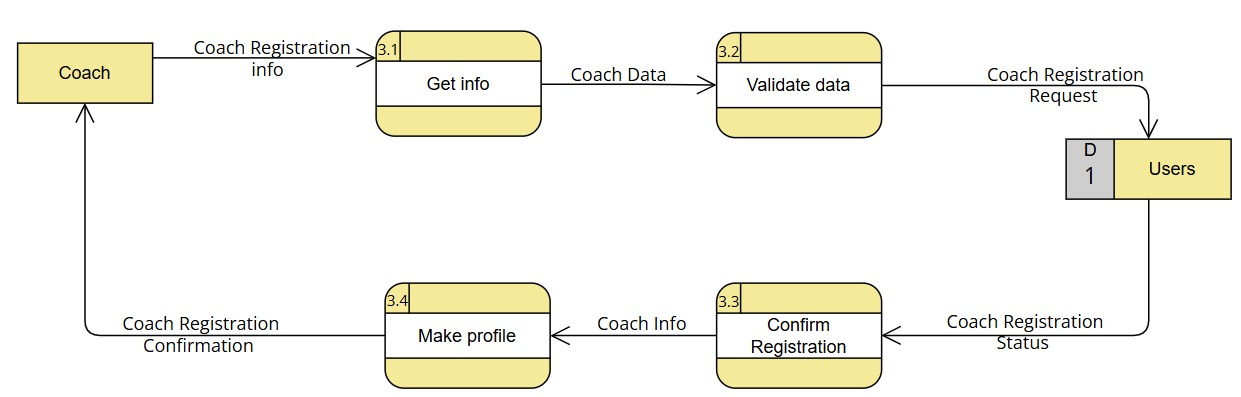 Coach
Coach Registration
info
3.1
Get info
Coach Data
3.2
Validate data
Coach Registration
Request
D
1
Users
Coach Registration
Status
3.3
Confirm
Registration
Coach Info
3.4
Make profile
Coach Registration
Confirmation